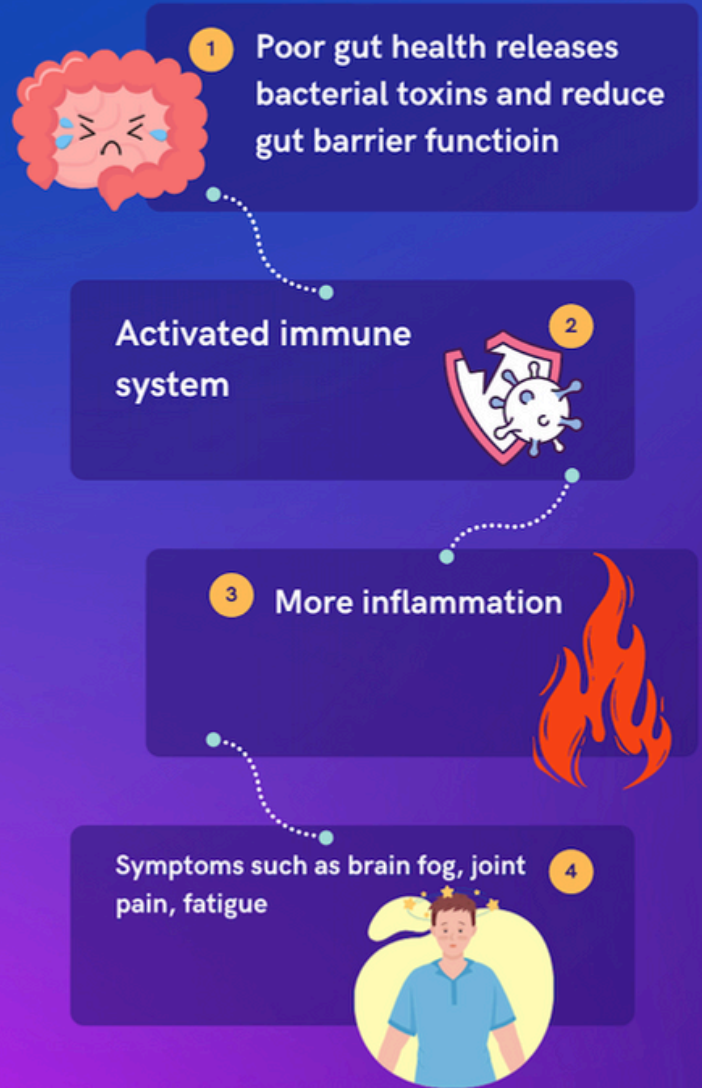 1
Poor gut health releases
bacterial toxins and reduce
gut barrier functioin
Activated immune
system
2
3
More inflammation
Symptoms such as brain fog, joint
pain, fatigue
4